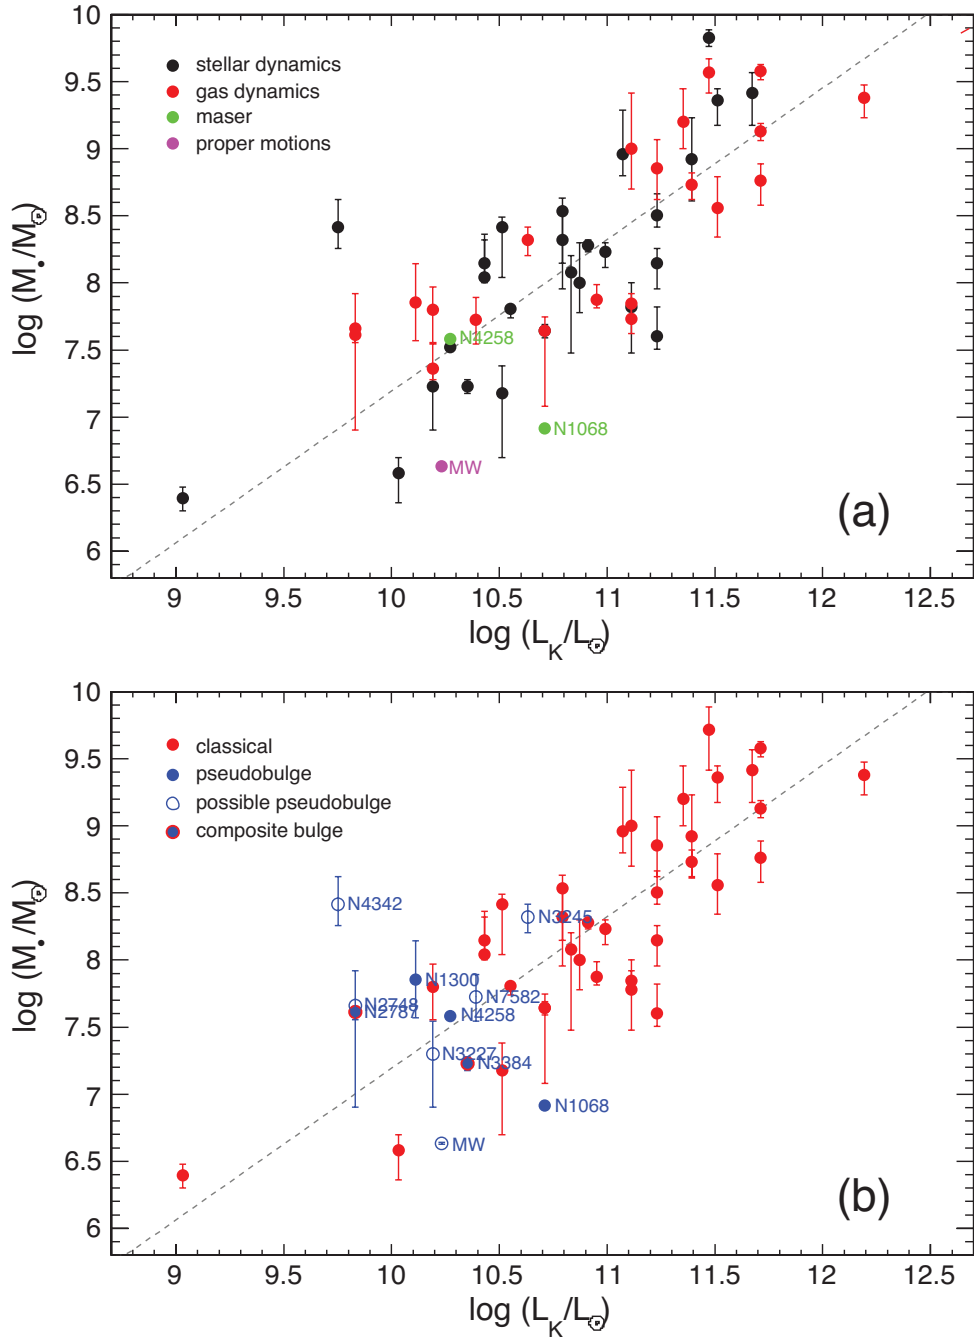 10
9.5
9
8.5
8
7.5
7
6.5
6
log (M•/M⊙)
stellar dynamics
gas dynamics
maser
proper motions
N4258
N1068
MW
(a)
9
9.5
10
10.5
11
11.5
12
12.5
log (L_K/L⊙)
10
9.5
9
8.5
8
7.5
7
6.5
6
log (M•/M⊙)
classical
pseudobulge
possible pseudobulge
composite bulge
N4342
N3245
N1300
N7582
N2748
N2787
N4258
N3227
N3384
N1068
MW
(b)
9
9.5
10
10.5
11
11.5
12
12.5
log (L_K/L⊙)